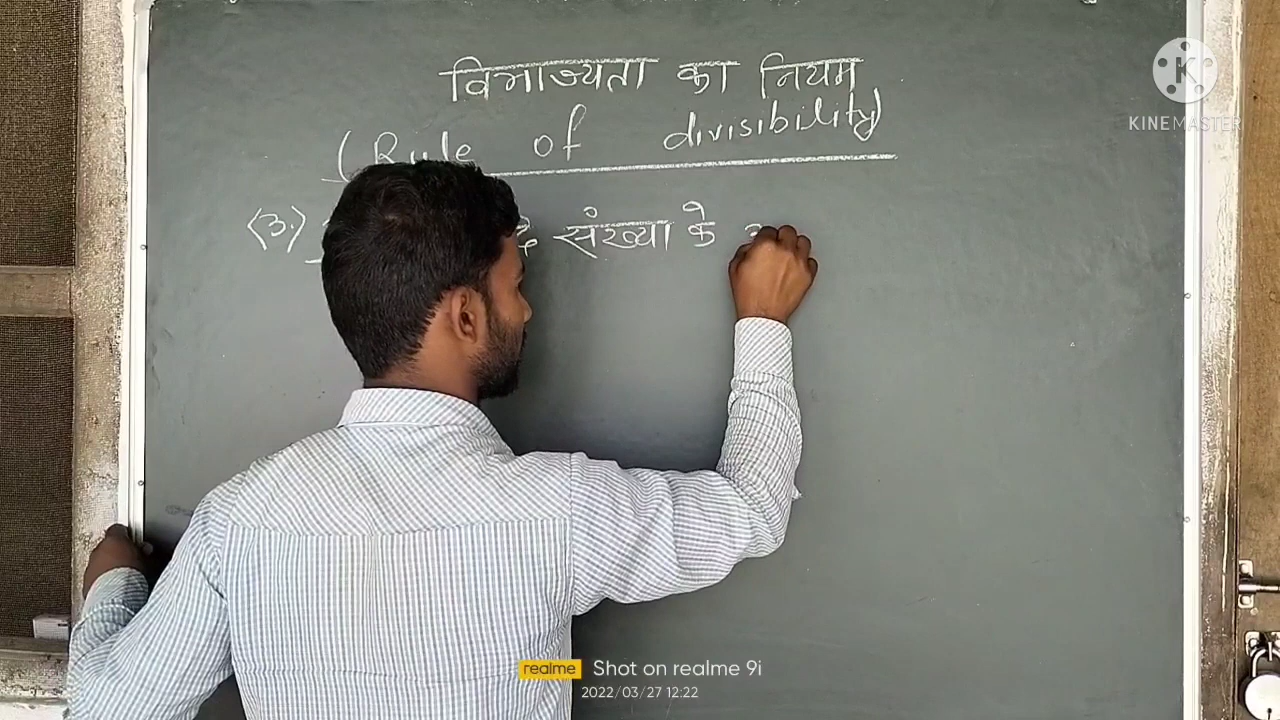 विभाज्यता का नियम
(Rule of divisibility)
(3.) संख्या के
KINEMASTER
realme Shot on realme 9i
2022/03/27 12:22